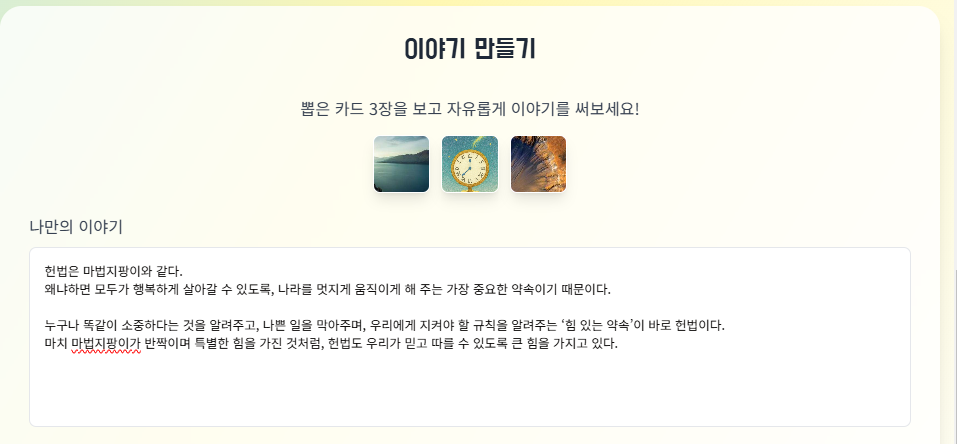 이야기 만들기
뽑은 카드 3장을 보고 자유롭게 이야기를 써보세요!
나만의 이야기
헌법은 마법지팡이와 같다.
왜냐하면 모두가 행복하게 살아갈 수 있도록, 나라를 멋지게 움직이게 해 주는 가장 중요한 약속이기 때문이다.
누구나 똑같이 소중하다는 것을 알려주고, 나쁜 일을 막아주며, 우리에게 지켜야 할 규칙을 알려주는 ‘힘 있는 약속’이 바로 헌법이다.
마치 마법지팡이가 반짝이며 특별한 힘을 가진 것처럼, 헌법도 우리가 믿고 따를 수 있도록 큰 힘을 가지고 있다.